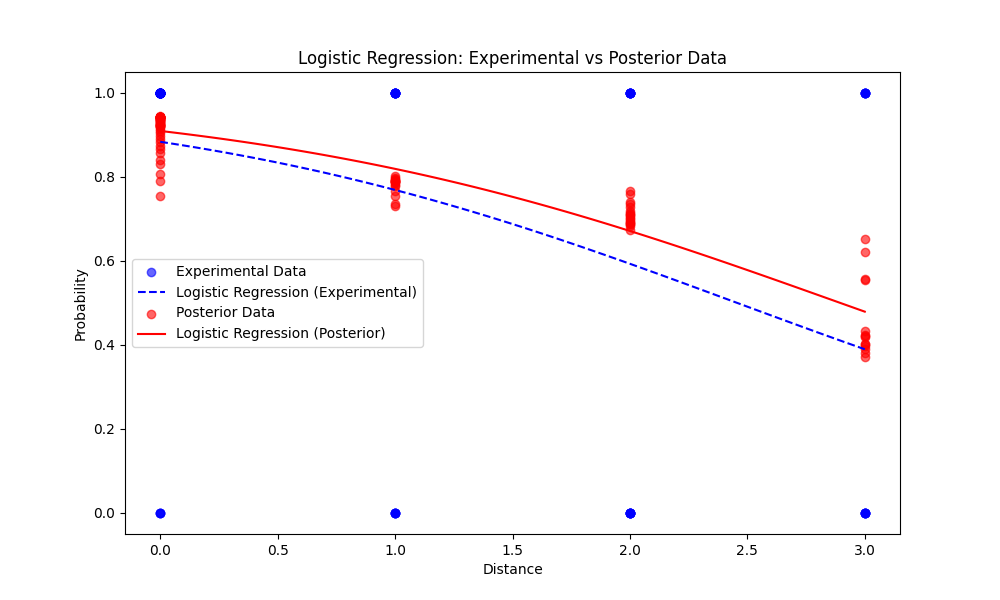 Logistic Regression: Experimental vs Posterior Data
1.0
0.8
0.6
0.4
0.2
0.0
Probability
Experimental Data
Logistic Regression (Experimental)
Posterior Data
Logistic Regression (Posterior)
0.0 0.5 1.0 1.5 2.0 2.5 3.0
Distance